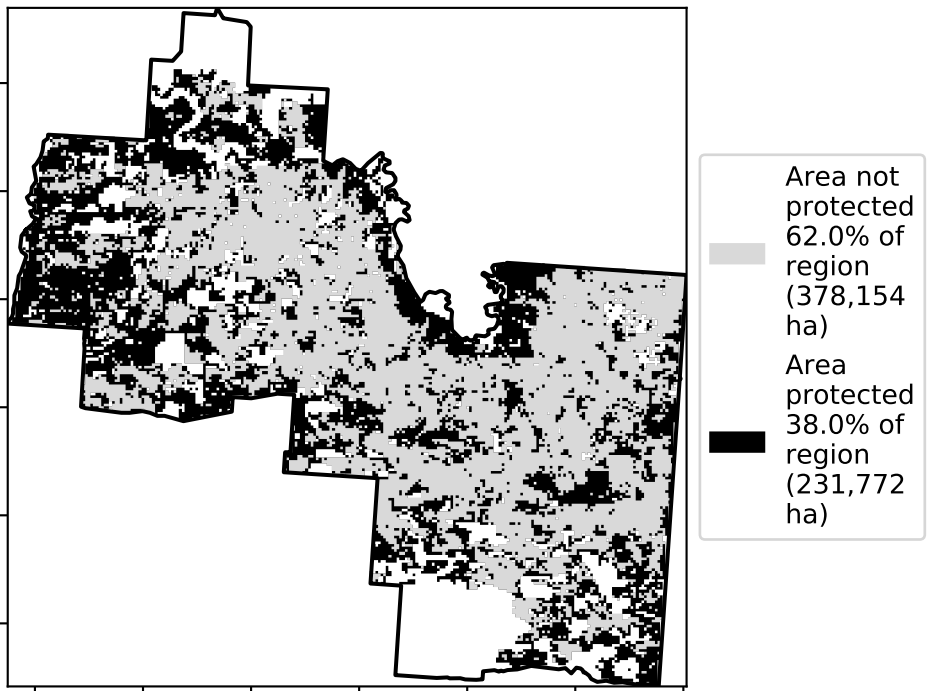 Area not
protected
62.0% of
region
(378,154
ha)
Area
protected
38.0% of
region
(231,772
ha)